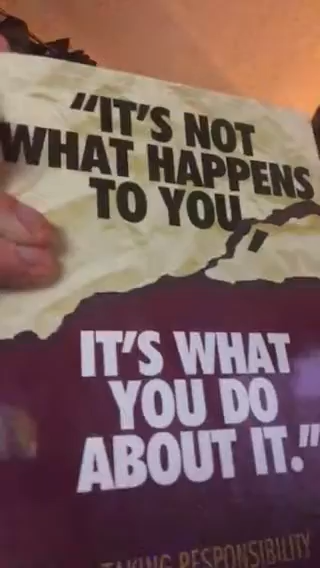 "IT'S NOT
WHAT HAPPENS
TO YOU,
IT'S WHAT
YOU DO
ABOUT IT."
TAKING RESPONSIBILITY